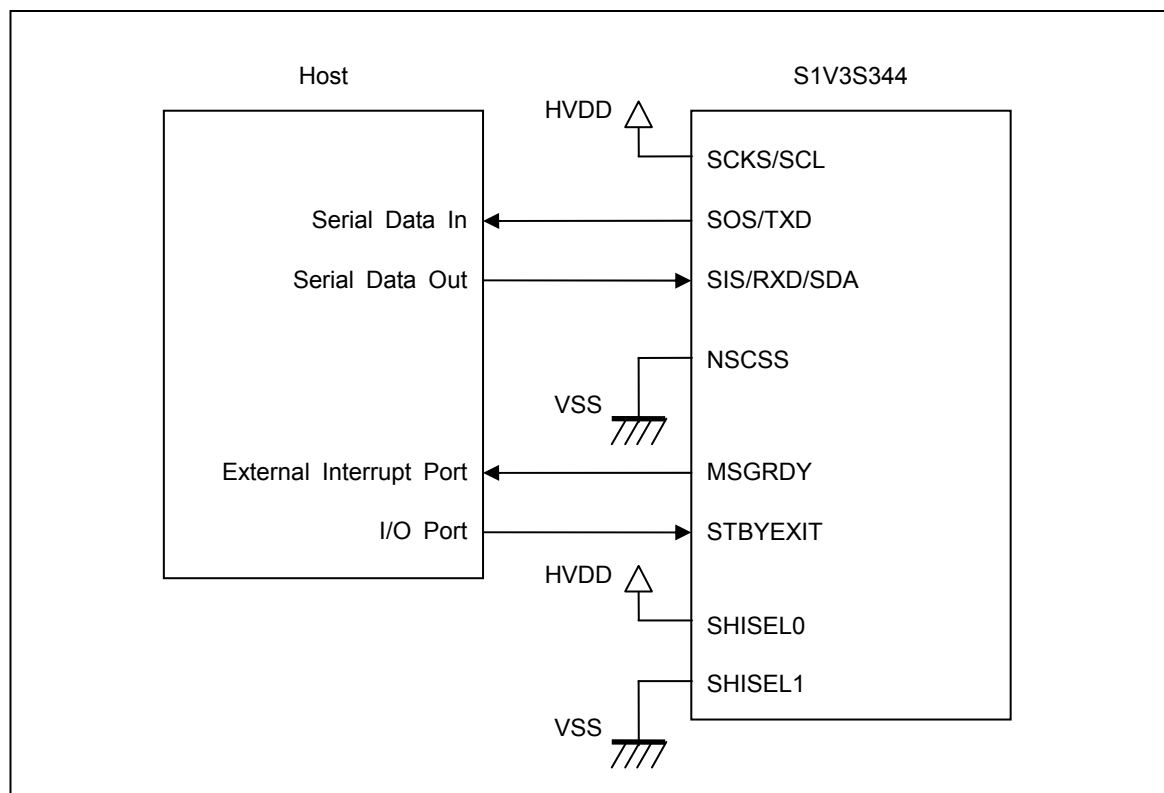 Host
S1V3S344
HVDD
SCKS/SCL
Serial Data In
SOS/TXD
Serial Data Out
SIS/RXD/SDA
NSCSS
VSS
External Interrupt Port
MSGRDY
I/O Port
STBYEXIT
HVDD
SHISEL0
SHISEL1
VSS